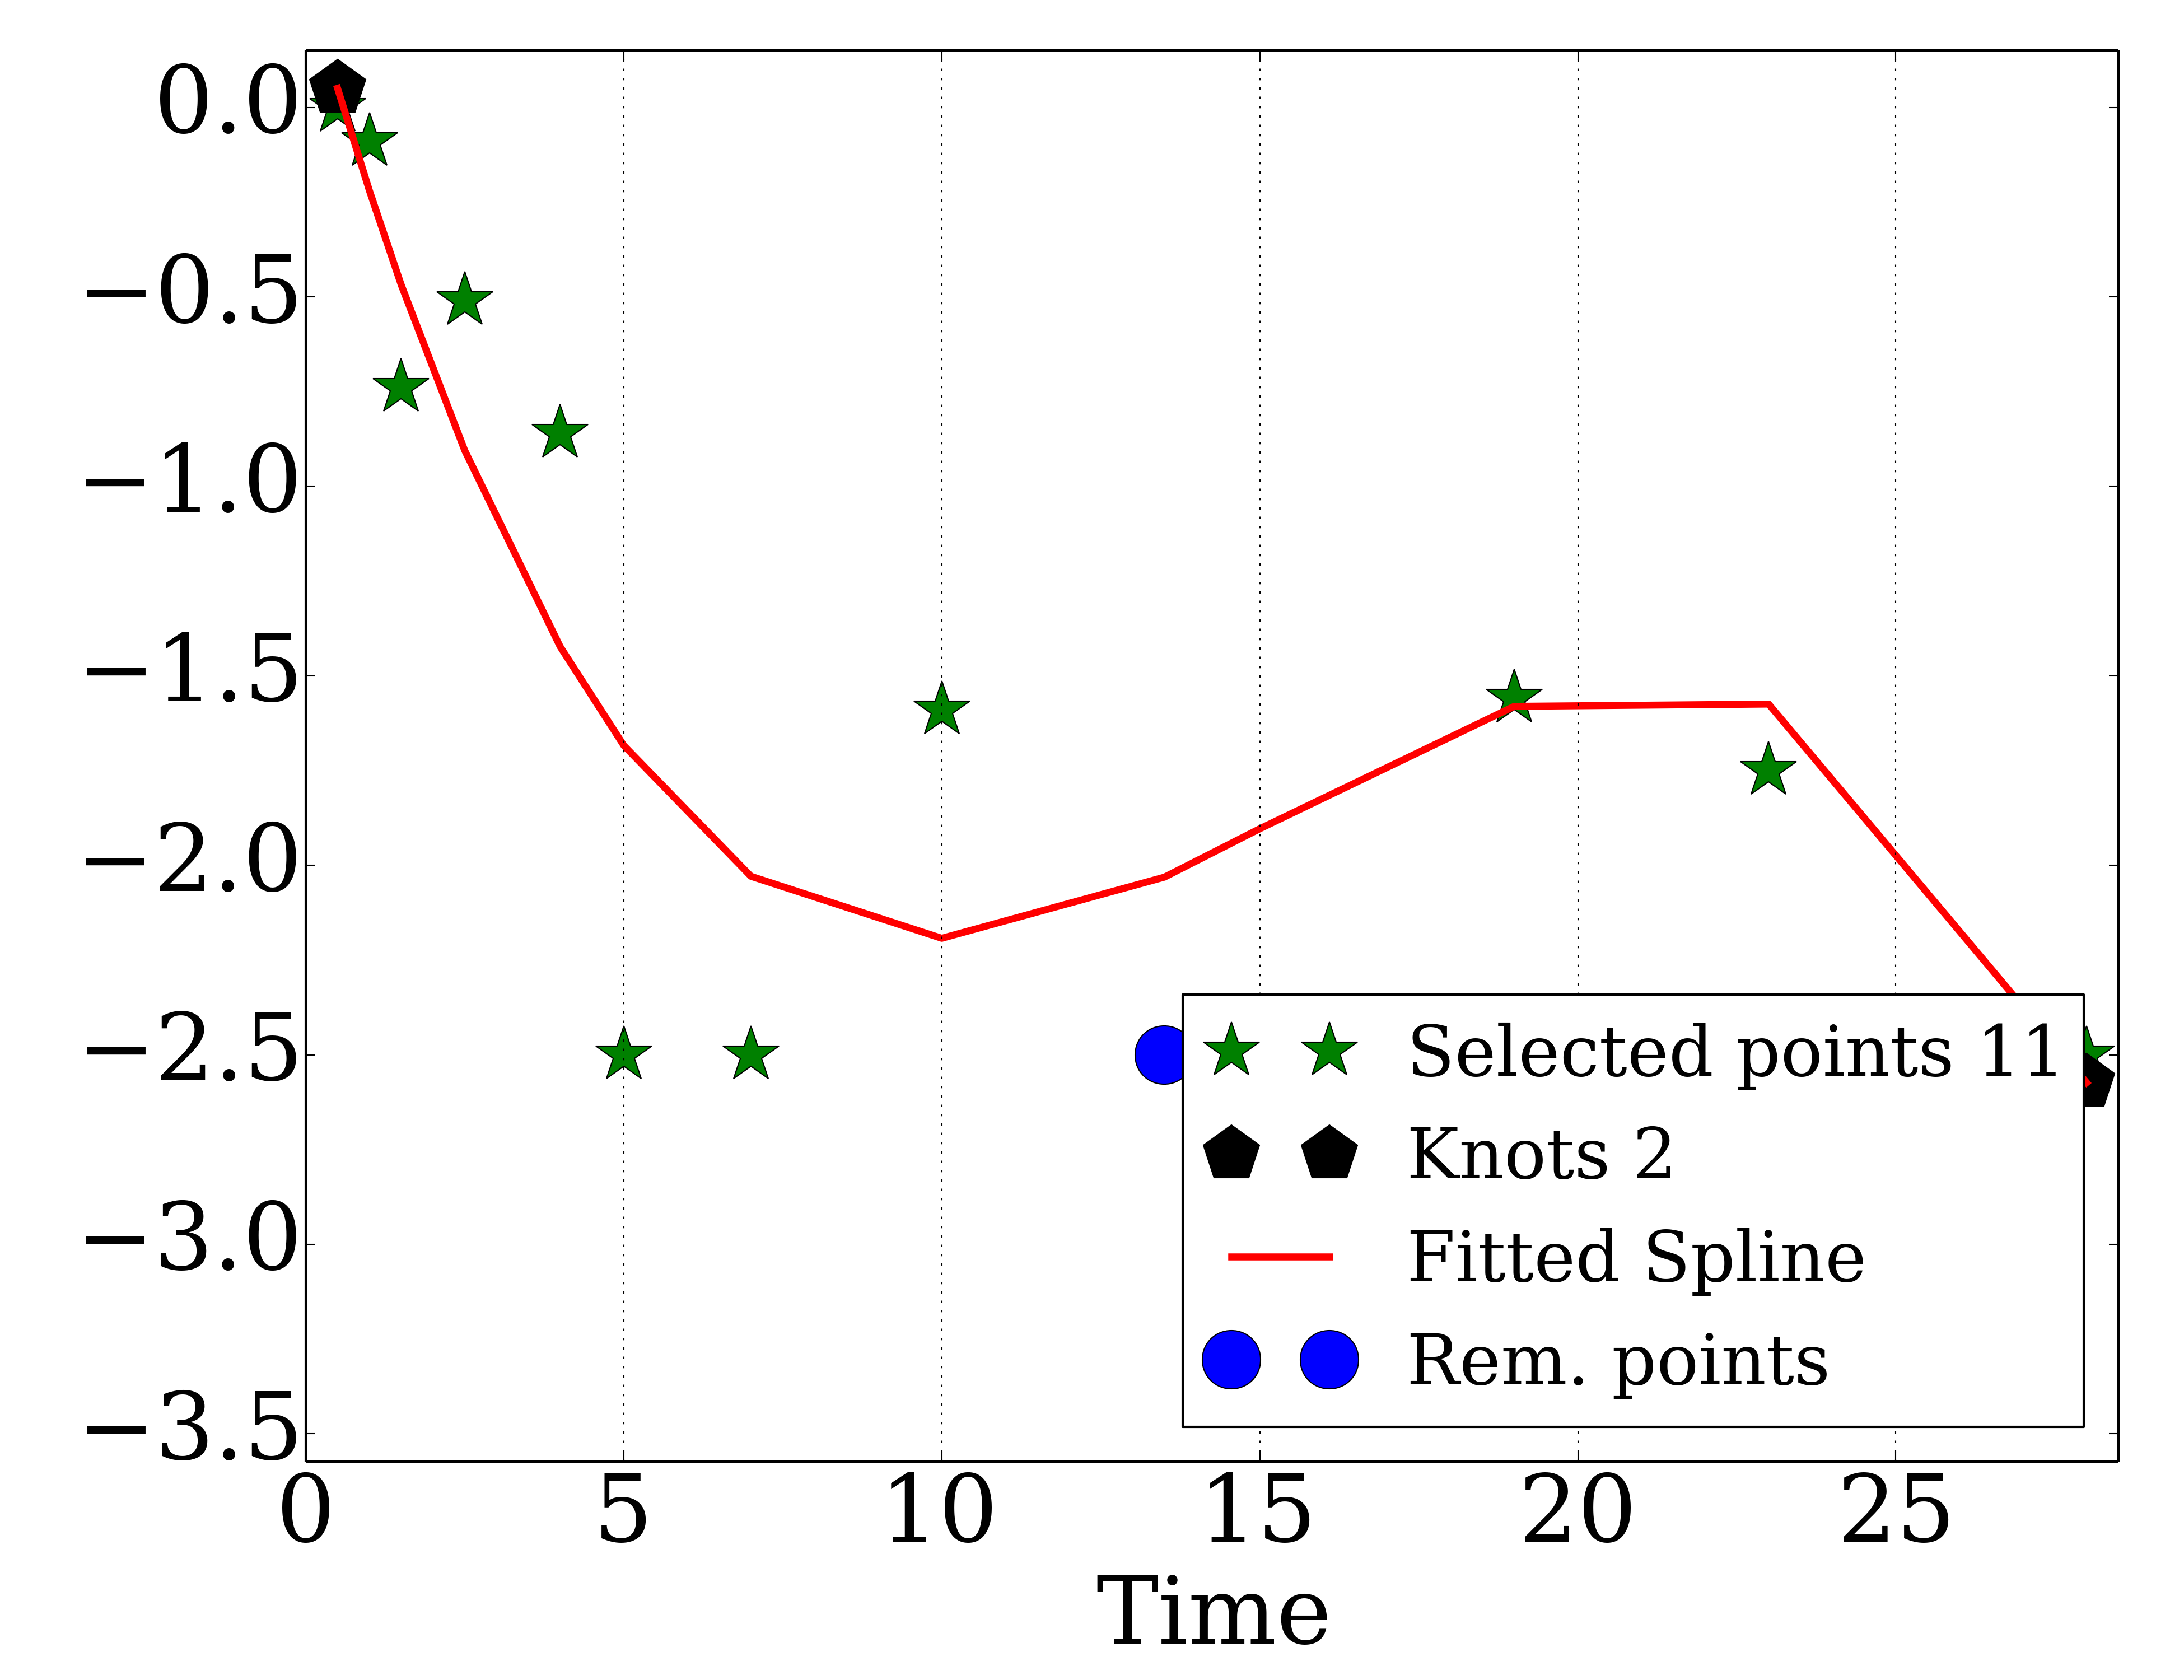 0.0
−0.5
−1.0
−1.5
−2.0
−2.5
−3.0
−3.5
0 5 10 15 20 25
Time
Selected points 11
Knots 2
Fitted Spline
Rem. points